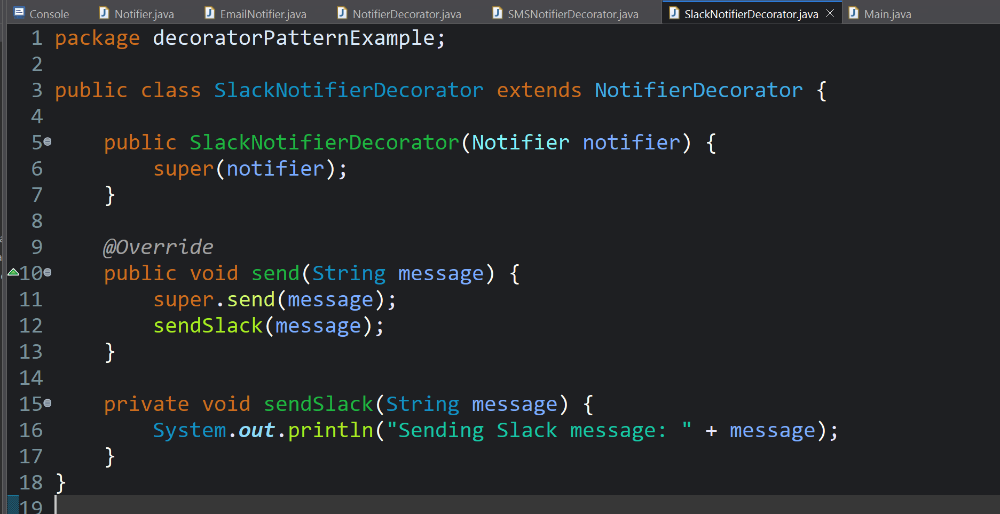 Console Notifier.java EmailNotifier.java NotifierDecorator.java SMSNotifierDecorator.java SlackNotifierDecorator.java Main.java
1 package decoratorPatternExample;
2
3 public class SlackNotifierDecorator extends NotifierDecorator {
4
5     public SlackNotifierDecorator(Notifier notifier) {
6         super(notifier);
7     }
8
9     @Override
10     public void send(String message) {
11         super.send(message);
12         sendSlack(message);
13     }
14
15     private void sendSlack(String message) {
16         System.out.println("Sending Slack message: " + message);
17     }
18 }
19